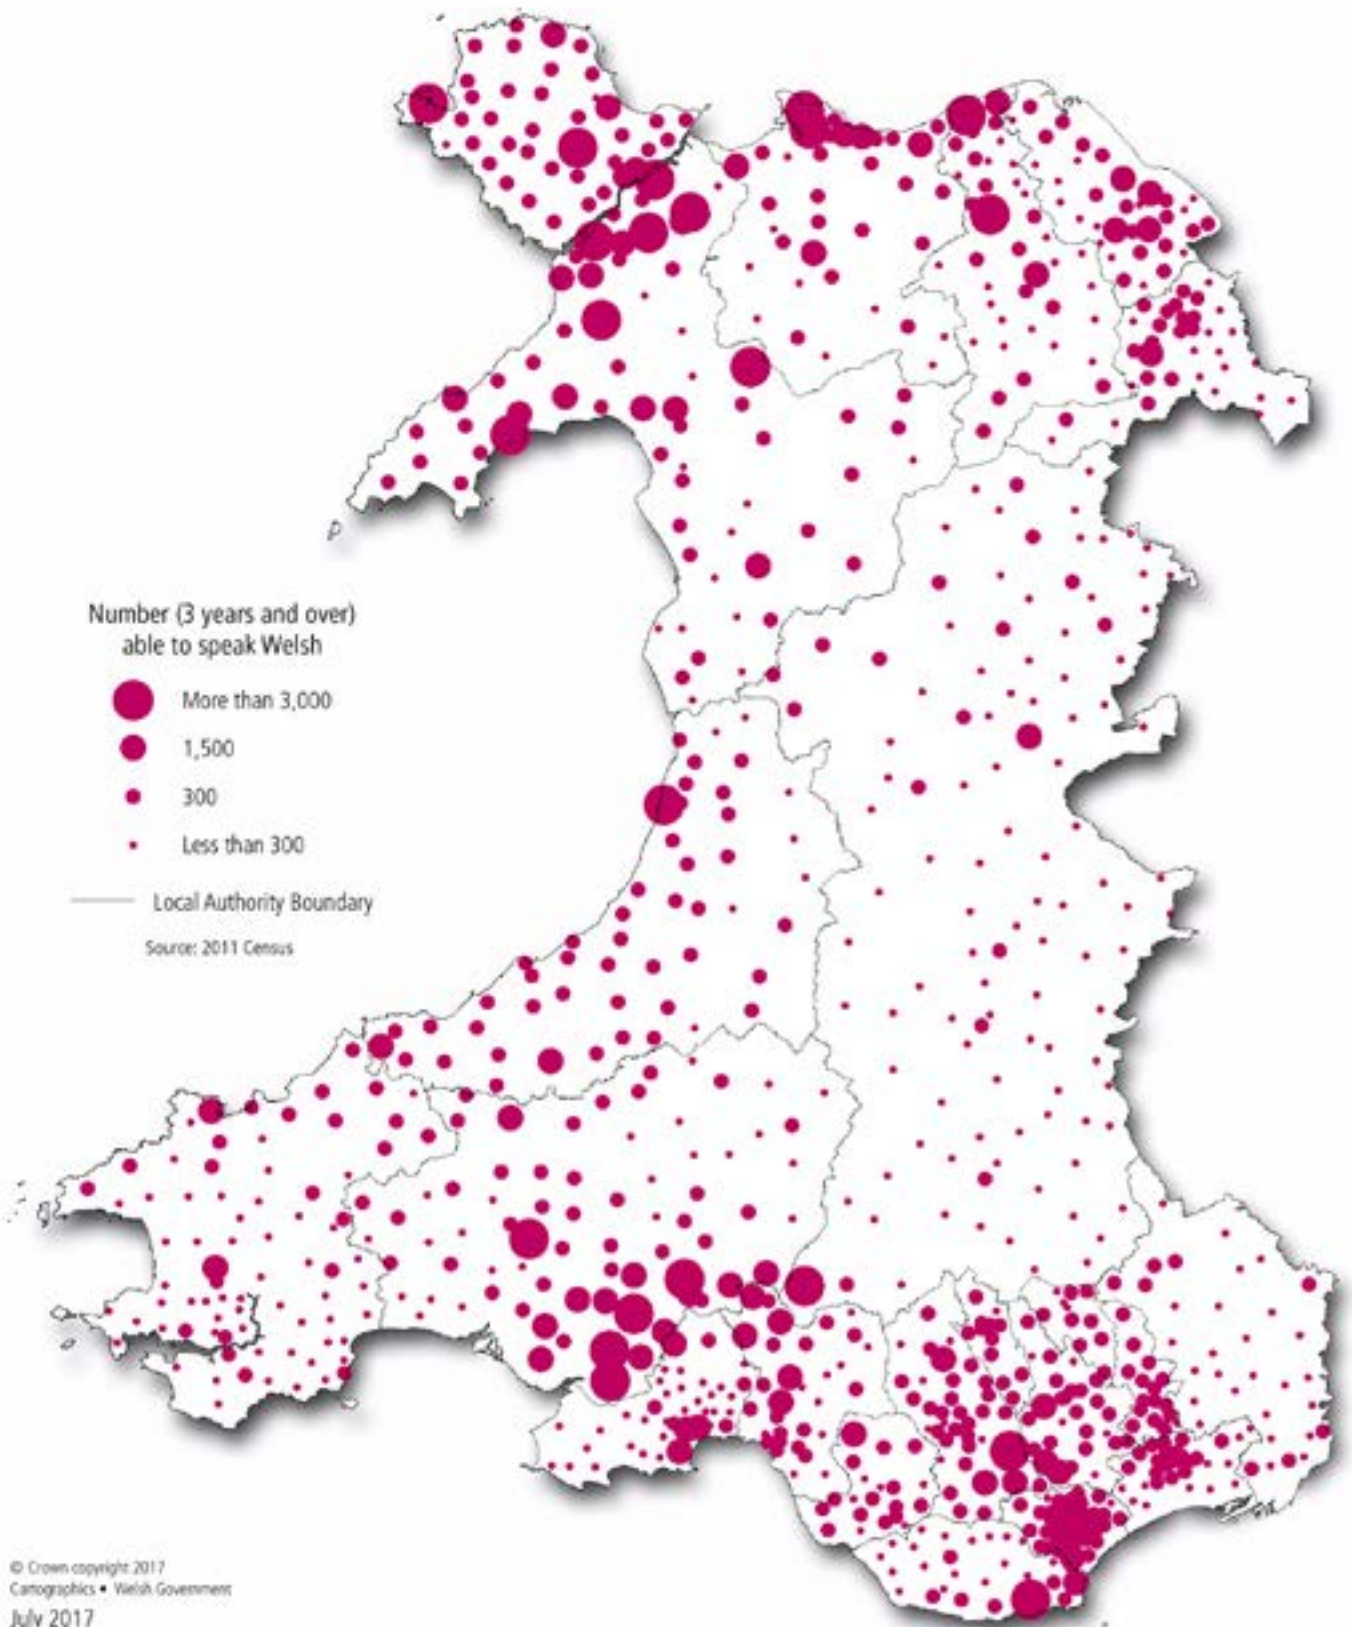 Number (3 years and over)
able to speak Welsh
More than 3,000
1,500
300
Less than 300
Local Authority Boundary
Source: 2011 Census
© Crown copyright 2017
Cartographics • Welsh Government
July 2017